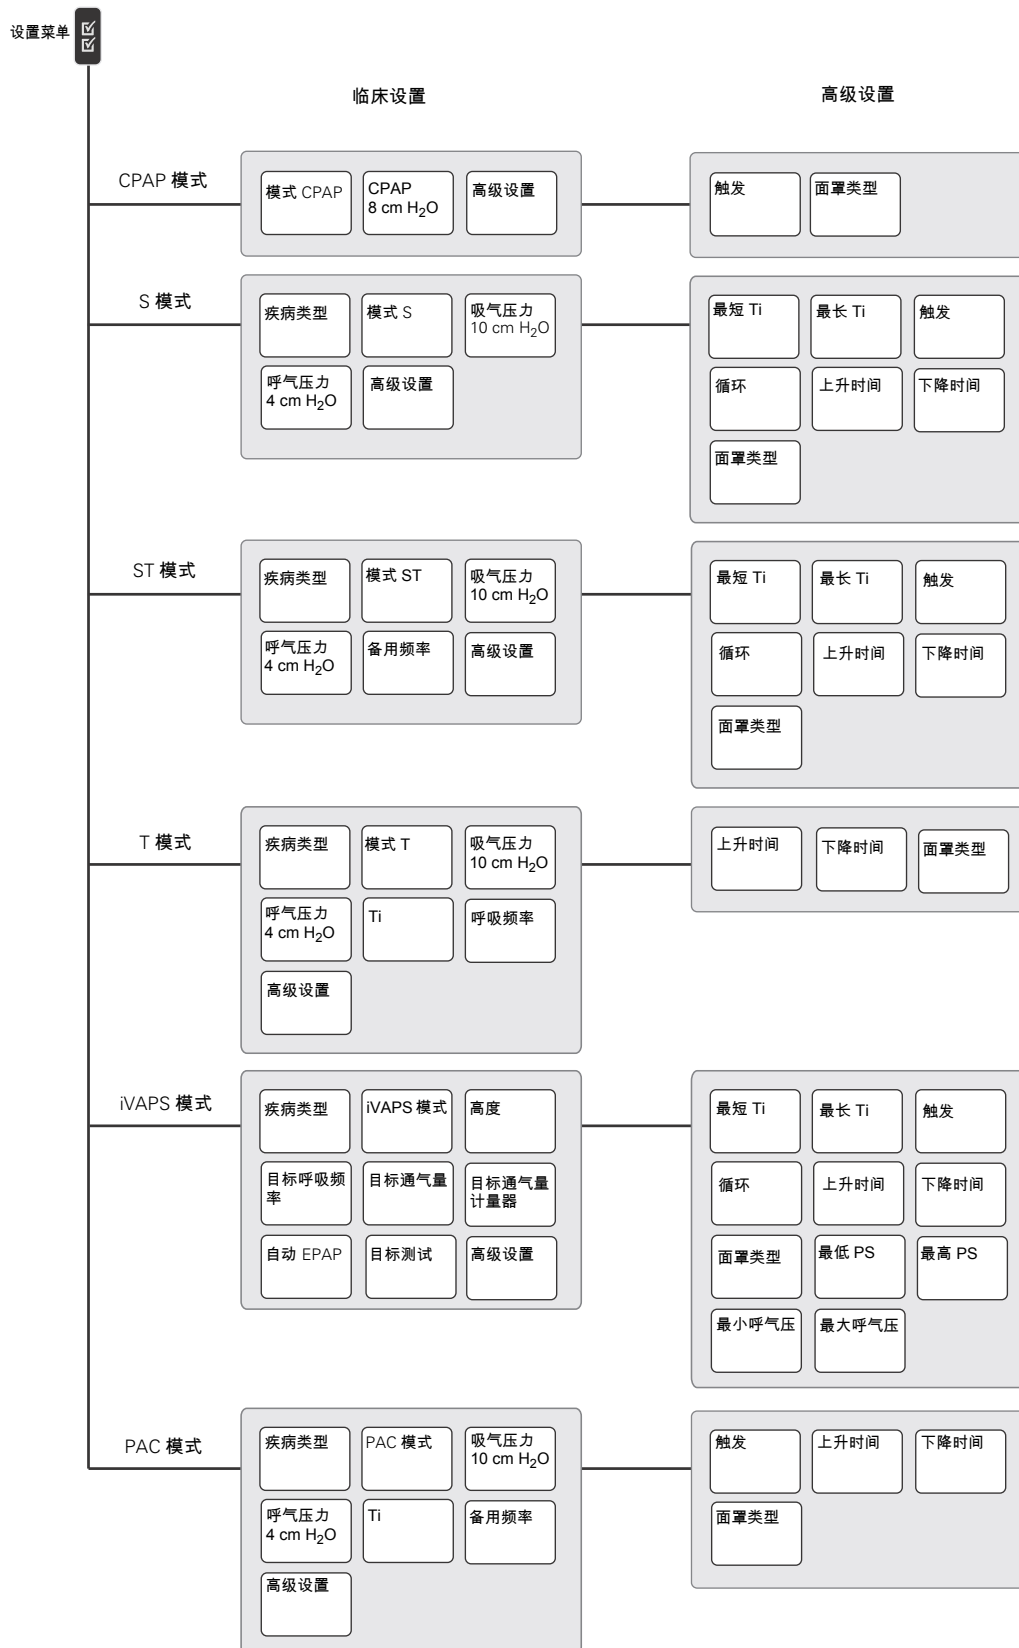 设置菜单
临床设置
高级设置
CPAP 模式
模式 CPAP
CPAP
8 cm H₂O
高级设置
触发
面罩类型
S 模式
疾病类型
模式 S
吸气压力
10 cm H₂O
呼气压力
4 cm H₂O
高级设置
最短 Ti
最长 Ti
触发
循环
上升时间
下降时间
面罩类型
ST 模式
疾病类型
模式 ST
吸气压力
10 cm H₂O
呼气压力
4 cm H₂O
备用频率
高级设置
最短 Ti
最长 Ti
触发
循环
上升时间
下降时间
面罩类型
T 模式
疾病类型
模式 T
吸气压力
10 cm H₂O
呼气压力
4 cm H₂O
Ti
呼吸频率
高级设置
上升时间
下降时间
面罩类型
iVAPS 模式
疾病类型
iVAPS 模式
高度
目标呼吸频
率
目标通气量
目标通气量
计量器
自动 EPAP
目标测试
高级设置
最短 Ti
最长 Ti
触发
循环
上升时间
下降时间
面罩类型
最低 PS
最高 PS
最小呼气压
最大呼气压
PAC 模式
疾病类型
PAC 模式
吸气压力
10 cm H₂O
呼气压力
4 cm H₂O
Ti
备用频率
高级设置
触发
上升时间
下降时间
面罩类型